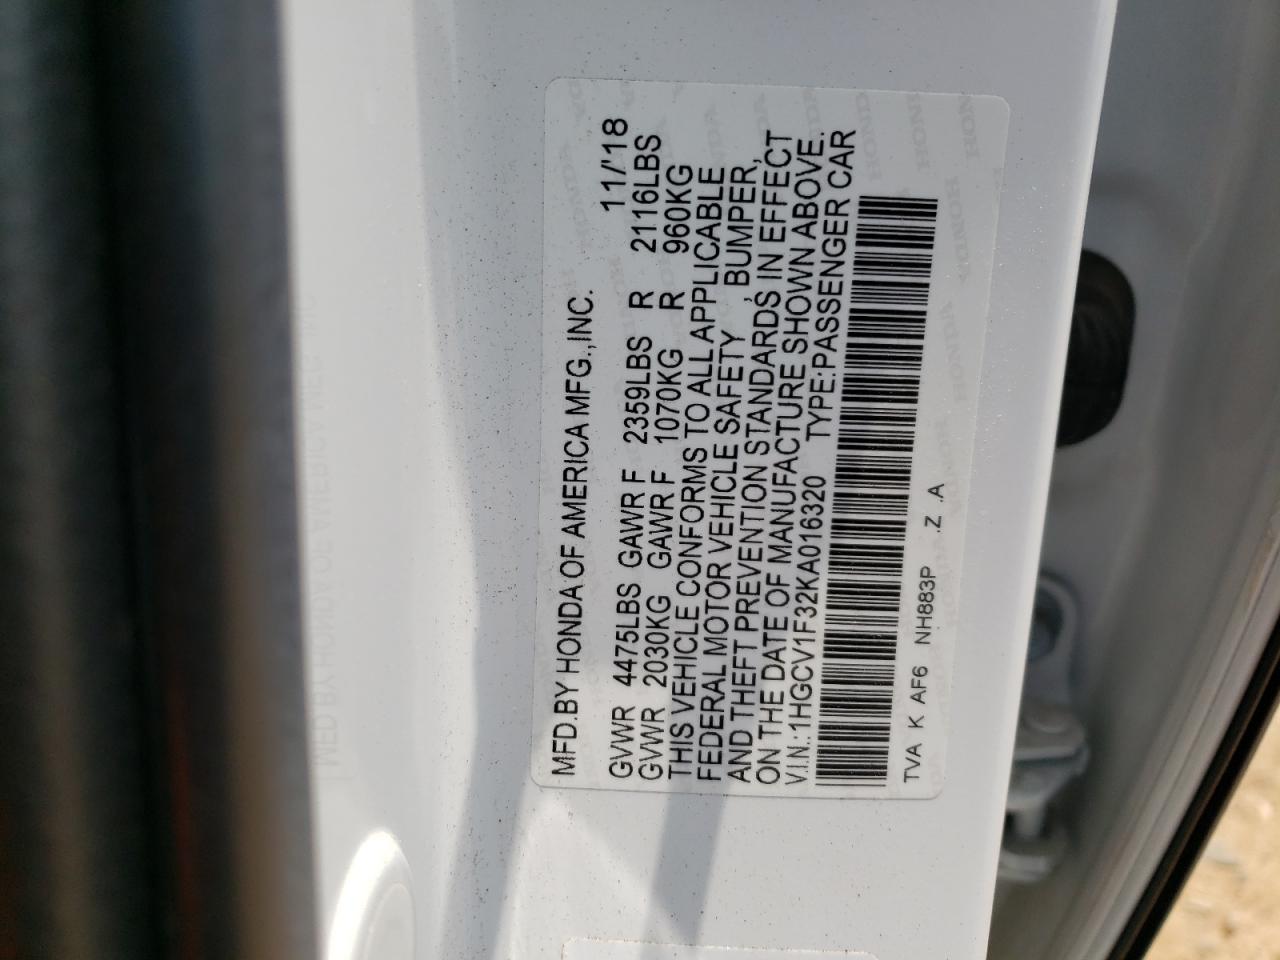 MFD.BY HONDA OF AMERICA MFG.,INC. 11/'18
GVWR 4475LBS GAWR F 2359LBS R 2116LBS
GVWR 2030KG GAWR F 1070KG R 960KG
THIS VEHICLE CONFORMS TO ALL APPLICABLE
FEDERAL MOTOR VEHICLE SAFETY , BUMPER,
AND THEFT PREVENTION STANDARDS IN EFFECT
ON THE DATE OF MANUFACTURE SHOWN ABOVE.
V.I.N.:1HGCV1F32KA016320 TYPE:PASSENGER CAR
TVA K AF6 NH883P .Z .A